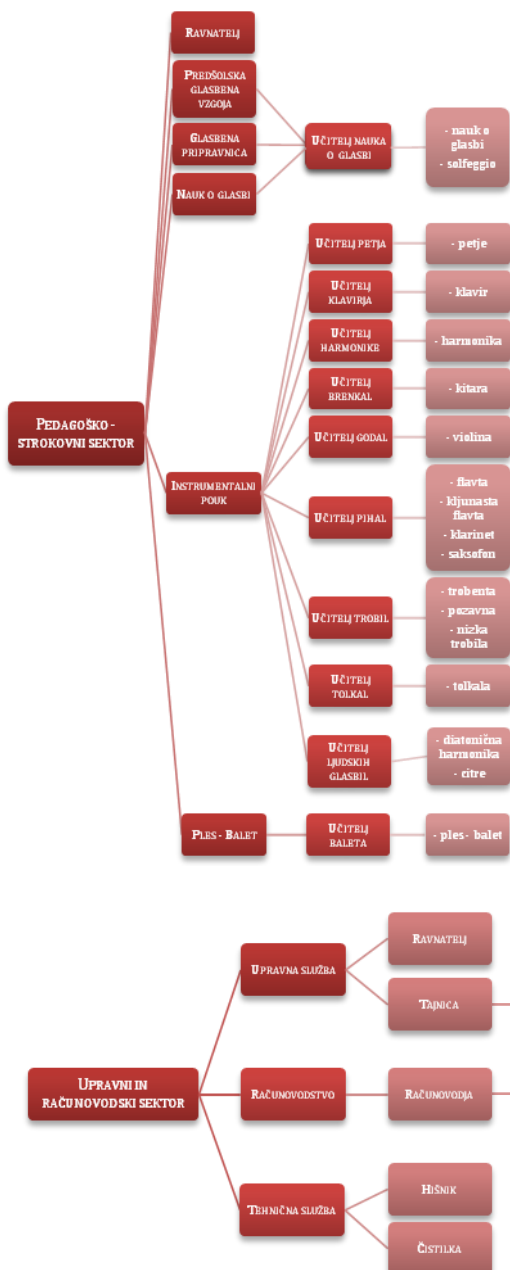 RAVNATELJ
PREDŠOLSKA
GLASBENA
VZGOJA
GLASBENA
PRIPRAVNICA
NAUK O GLASBI
UČITELJ NAUKA
O GLASBI
- nauk o
glasbi
- solfeggio
PEDAGOŠKO -
STROKOVNI SEKTOR
INSTRUMENTALNI
POUK
UČITELJ PETJA
- petje
UČITELJ
KLAVIRJA
- klavir
UČITELJ
HARMONIKE
- harmonika
UČITELJ
BRENKAL
- kitara
UČITELJ GODAL
- violina
UČITELJ PIHAL
- flavta
- kljunasta
flavta
- klarinet
- saksofon
UČITELJ TROBIL
- trobenta
- pozavna
- nizka
trobila
UČITELJ
TOLKAL
- tolkala
UČITELJ
LJUDSKIH
GLASBIL
- diatonična
harmonika
- citre
PLES - BALET
UČITELJ
BALETA
- ples - balet
UPRAVNI IN
RAČUNOVODSKI SEKTOR
UPRAVNA SLUŽBA
RAVNATELJ
TAJNICA
RAČUNOVODSTVO
RAČUNOVODJA
TEHNIČNA SLUŽBA
HIŠNIK
ČISTILKA